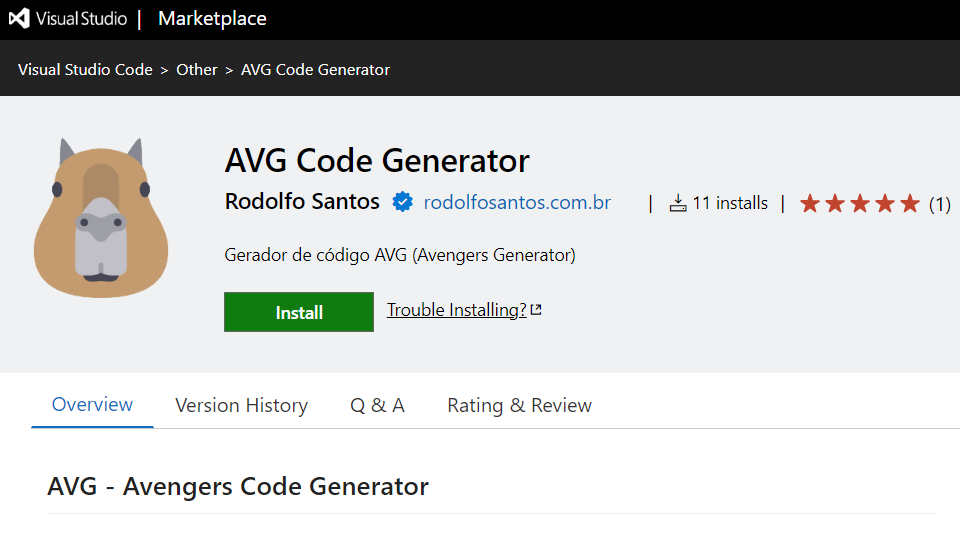 Visual Studio | Marketplace
Visual Studio Code > Other > AVG Code Generator
AVG Code Generator
Rodolfo Santos rodolfosantos.com.br | 11 installs | (1)
Gerador de código AVG (Avengers Generator)
Install Trouble Installing?
Overview Version History Q & A Rating & Review
AVG - Avengers Code Generator